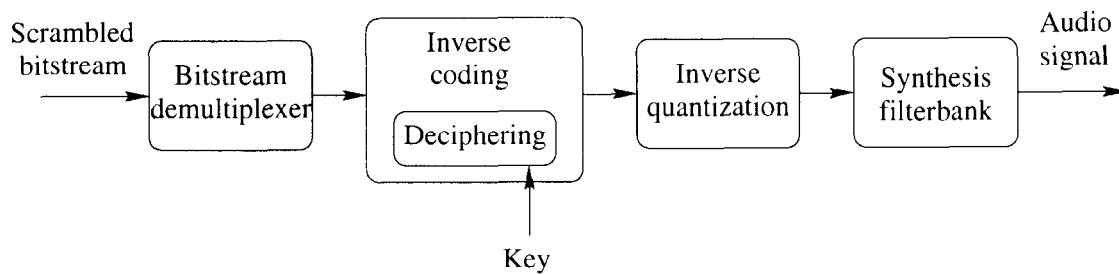 Scrambled
bitstream
Bitstream
demultiplexer
Inverse
coding
Deciphering
Key
Inverse
quantization
Synthesis
filterbank
Audio
signal